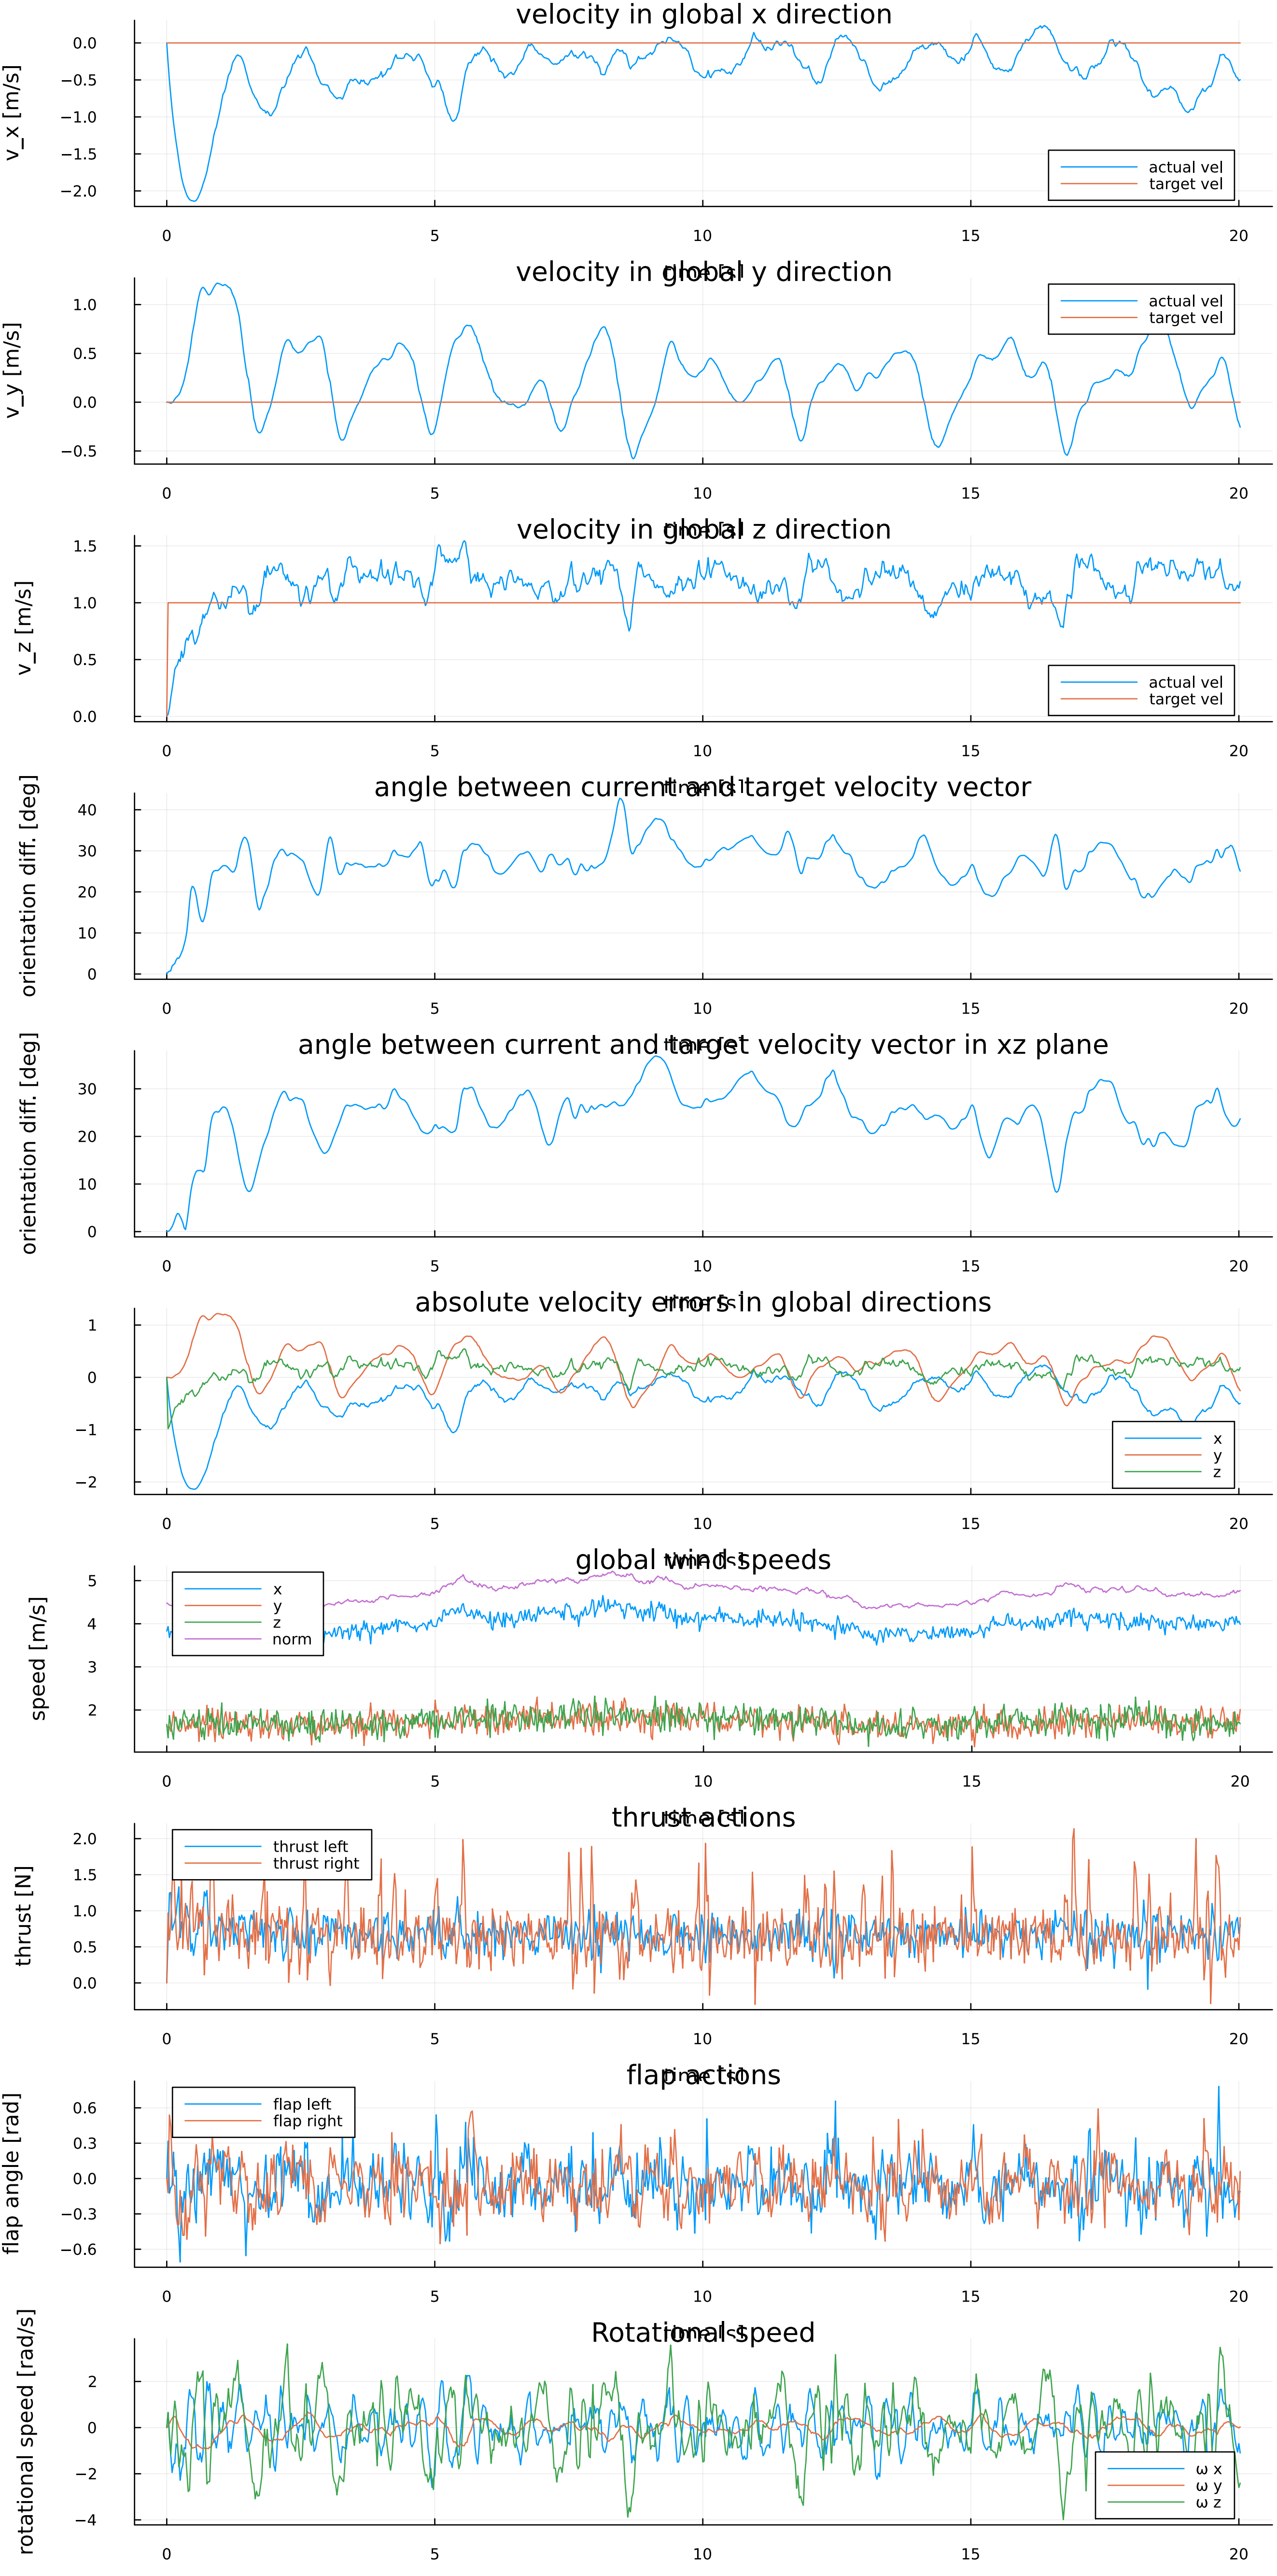 velocity in global x direction
v_x [m/s]
0.0
−0.5
−1.0
−1.5
−2.0
actual vel
target vel
0 5 10 15 20
time [s]
velocity in global y direction
v_y [m/s]
1.0
0.5
0.0
−0.5
actual vel
target vel
0 5 10 15 20
time [s]
velocity in global z direction
v_z [m/s]
1.5
1.0
0.5
0.0
actual vel
target vel
0 5 10 15 20
time [s]
angle between current and target velocity vector
orientation diff. [deg]
40
30
20
10
0
0 5 10 15 20
time [s]
angle between current and target velocity vector in xz plane
orientation diff. [deg]
30
20
10
0
0 5 10 15 20
time [s]
absolute velocity errors in global directions
1
0
−1
−2
x
y
z
0 5 10 15 20
time [s]
global wind speeds
speed [m/s]
5
4
3
2
x
y
z
norm
0 5 10 15 20
time [s]
thrust actions
thrust [N]
2.0
1.5
1.0
0.5
0.0
thrust left
thrust right
0 5 10 15 20
time [s]
flap actions
flap angle [rad]
0.6
0.3
0.0
−0.3
−0.6
flap left
flap right
0 5 10 15 20
time [s]
Rotational speed
rotational speed [rad/s]
2
0
−2
−4
ω x
ω y
ω z
0 5 10 15 20